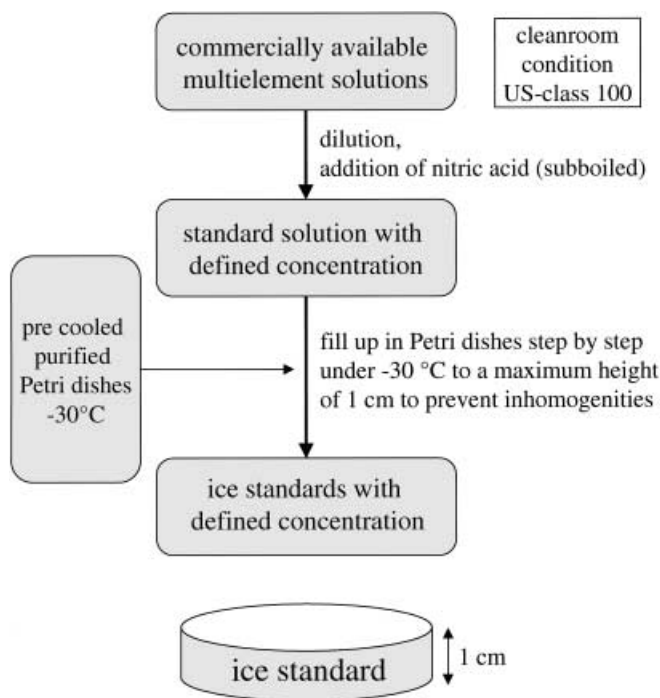 commercially available
multielement solutions
cleanroom
condition
US-class 100
dilution,
addition of nitric acid (subboiled)
standard solution with
defined concentration
pre cooled
purified
Petri dishes
-30°C
fill up in Petri dishes step by step
under -30 °C to a maximum height
of 1 cm to prevent inhomogenities
ice standards with
defined concentration
ice standard
1 cm